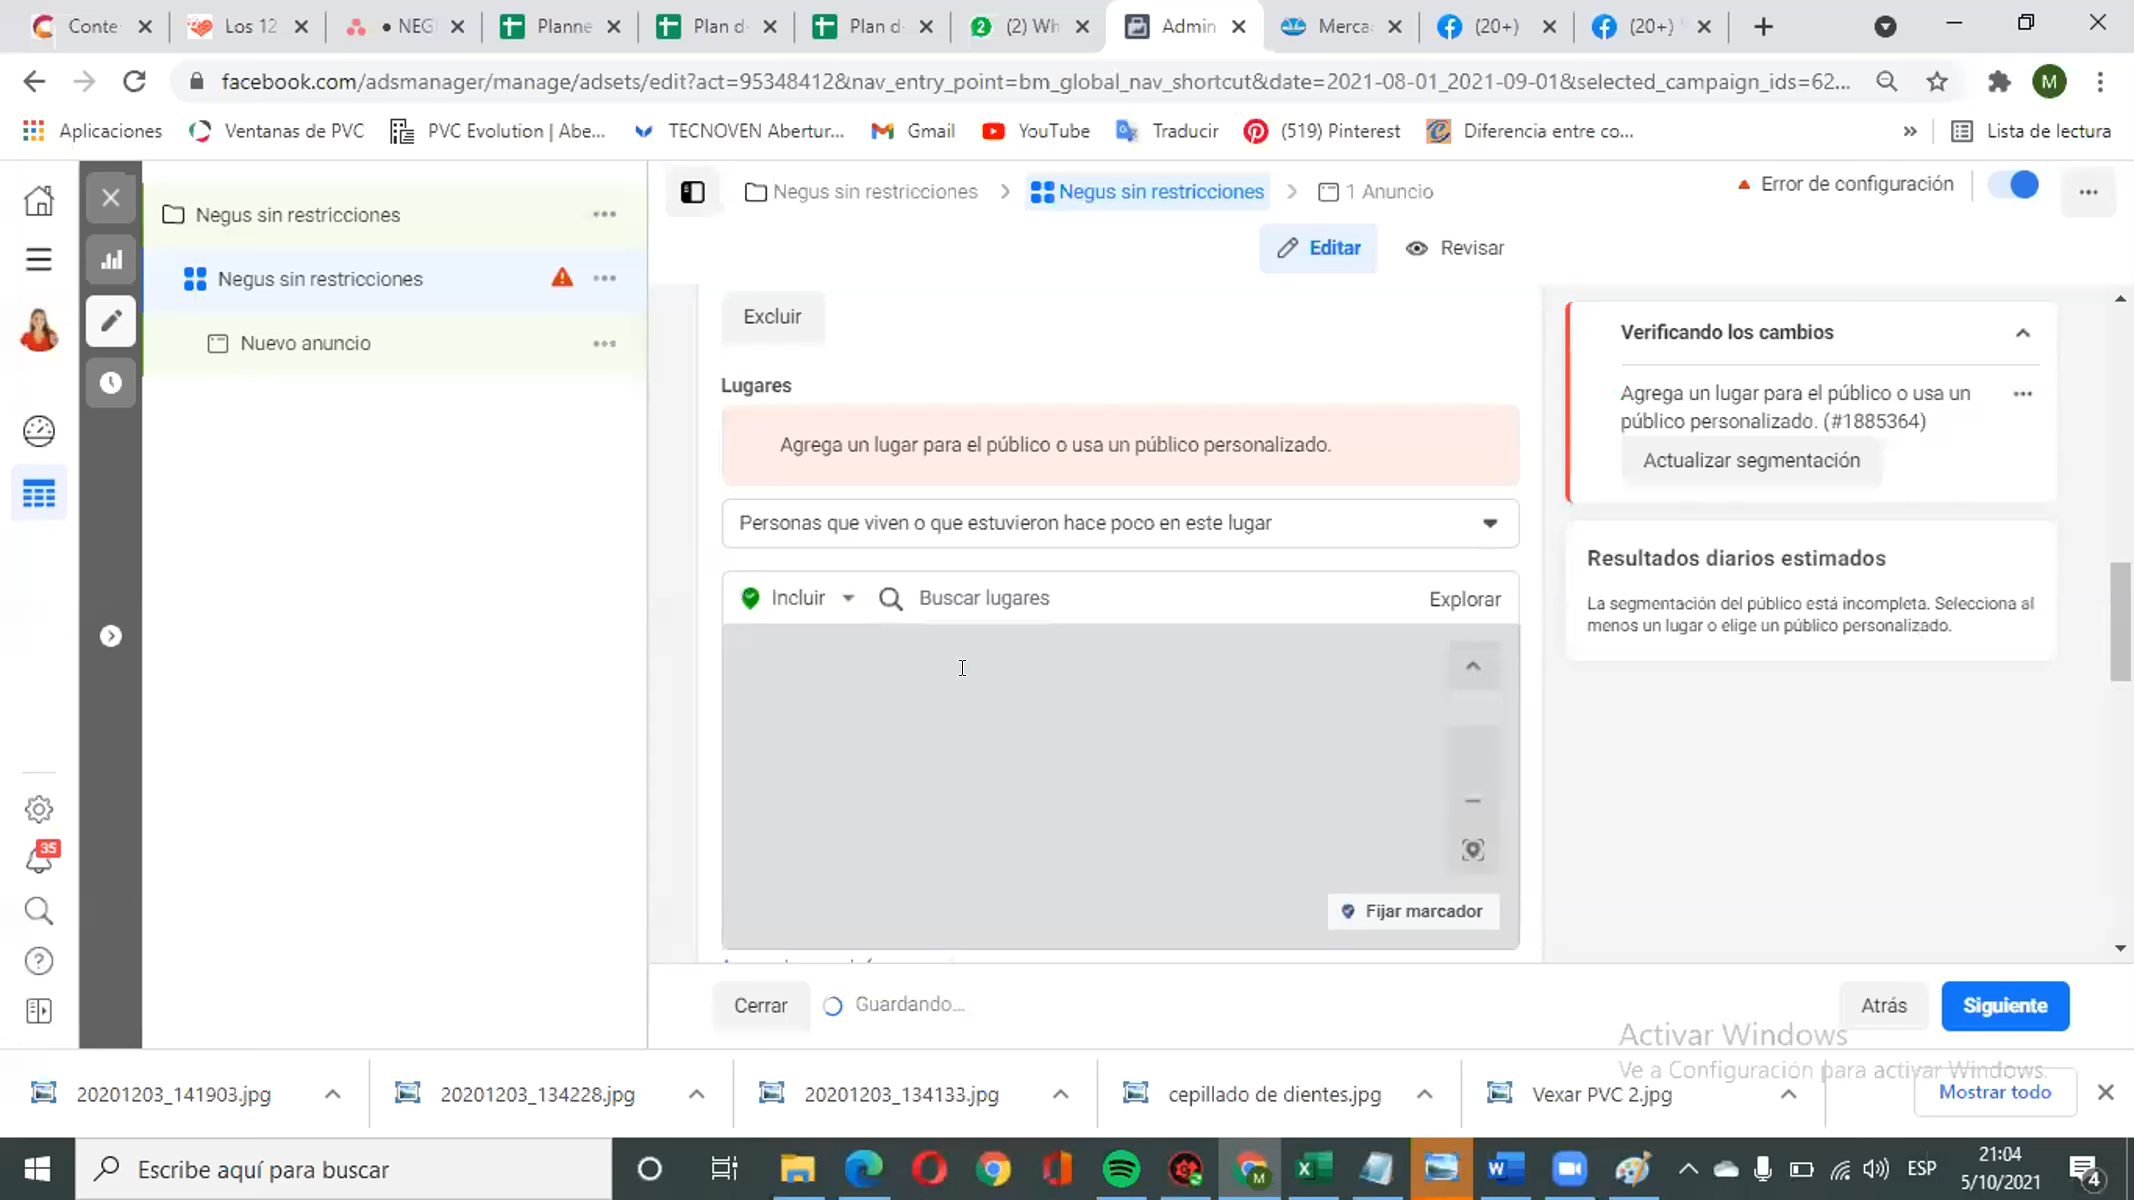 Conte
Los 12
• NEG
Planne
Plan d
Plan d
(2) Wh
Admin
Merca
(20+)
(20+)
facebook.com/adsmanager/manage/adsets/edit?act=95348412&nav_entry_point=bm_global_nav_shortcut&date=2021-08-01_2021-09-01&selected_campaign_ids=62...
M
Aplicaciones
Ventanas de PVC
PVC Evolution | Abe...
TECNOVEN Abertur...
Gmail
YouTube
Traducir
(519) Pinterest
Diferencia entre co...
»
Lista de lectura
Negus sin restricciones
Negus sin restricciones
Nuevo anuncio
Negus sin restricciones
Negus sin restricciones
1 Anuncio
Error de configuración
Editar
Revisar
Excluir
Lugares
Agrega un lugar para el público o usa un público personalizado.
Personas que viven o que estuvieron hace poco en este lugar
Incluir
Buscar lugares
Explorar
Fijar marcador
Verificando los cambios
Agrega un lugar para el público o usa un
público personalizado. (#1885364)
Actualizar segmentación
Resultados diarios estimados
La segmentación del público está incompleta. Selecciona al
menos un lugar o elige un público personalizado.
35
Cerrar
Guardando...
Atrás
Siguiente
Activar Windows
Ve a Configuración para activar Windows.
20201203_141903.jpg
20201203_134228.jpg
20201203_134133.jpg
cepillado de dientes.jpg
Vexar PVC 2.jpg
Mostrar todo
Escribe aquí para buscar
ESP
21:04
5/10/2021
4